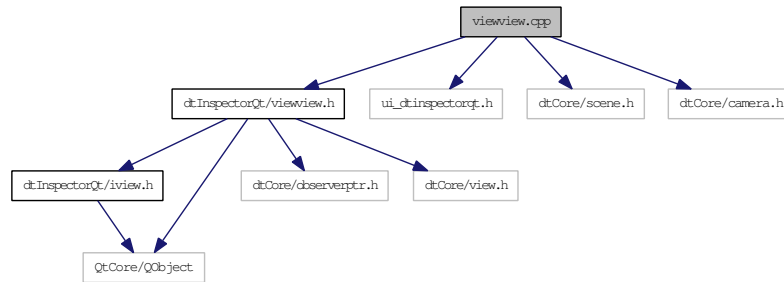 viewview.cpp
dtInspectorQt/viewview.h
ui_dtinspectorqt.h
dtCore/scene.h
dtCore/camera.h
dtInspectorQt/iview.h
dtCore/observerptr.h
dtCore/view.h
QtCore/QObject